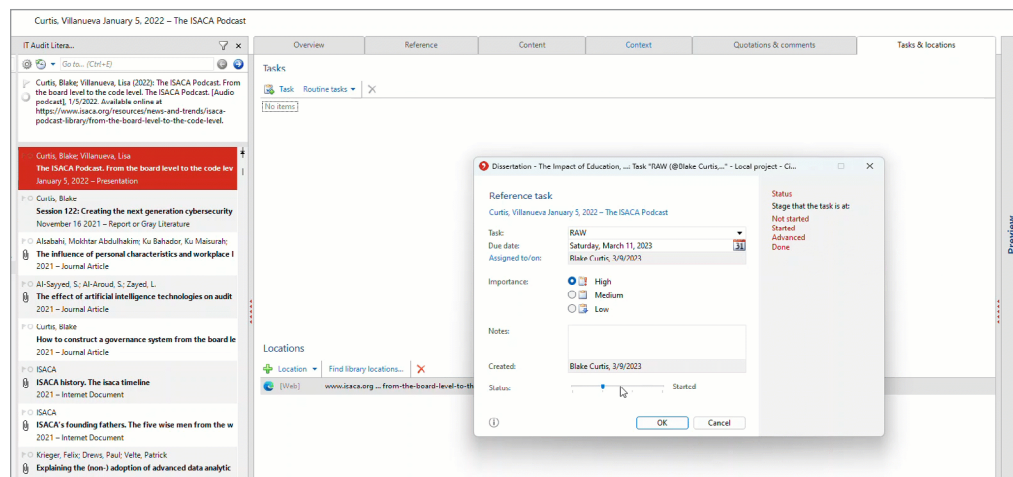 Curtis, Villanueva January 5, 2022 – The ISACA Podcast
IT Audit Litera...
Go to... (Ctrl+E)
Curtis, Blake; Villanueva, Lisa (2022): The ISACA Podcast. From
the board level to the code level. The ISACA Podcast. [Audio
podcast], 1/5/2022. Available online at
https://www.isaca.org/resources/news-and-trends/isaca-
podcast-library/from-the-board-level-to-the-code-level.
Curtis, Blake; Villanueva, Lisa
The ISACA Podcast. From the board level to the code lev
January 5, 2022 – Presentation
Curtis, Blake
Session 122: Creating the next generation cybersecurity
November 16 2021 – Report or Gray Literature
Alsabahi, Mokhtar Abdulhakim; Ku Bahador, Ku Maisurah;
The influence of personal characteristics and workplace l
2021 – Journal Article
Al-Sayyed, S.; Al-Aroud, S.; Zayed, L.
The effect of artificial intelligence technologies on audit
2021 – Journal Article
Curtis, Blake
How to construct a governance system from the board le
2021 – Journal Article
ISACA
ISACA history. The isaca timeline
2021 – Internet Document
ISACA
ISACA's founding fathers. The five wise men from the w
2021 – Internet Document
Krieger, Felix; Drews, Paul; Velte, Patrick
Explaining the (non-) adoption of advanced data analytic
Overview
Reference
Content
Context
Quotations & comments
Tasks & locations
Tasks
Task Routine tasks
No items
Locations
Location Find library locations...
[Web] www.isaca.org ... from-the-board-level-to-th
Dissertation - The Impact of Education, ...: Task "RAW (@Blake Curtis,..." - Local project - Ci...
Reference task
Curtis, Villanueva January 5, 2022 – The ISACA Podcast
Task: RAW
Due date: Saturday, March 11, 2023
31
Assigned to/on: Blake Curtis, 3/9/2023
Importance: High
Medium
Low
Notes:
Created: Blake Curtis, 3/9/2023
Status: Started
OK Cancel
Status
Stage that the task is at:
Not started
Started
Advanced
Done
Preview